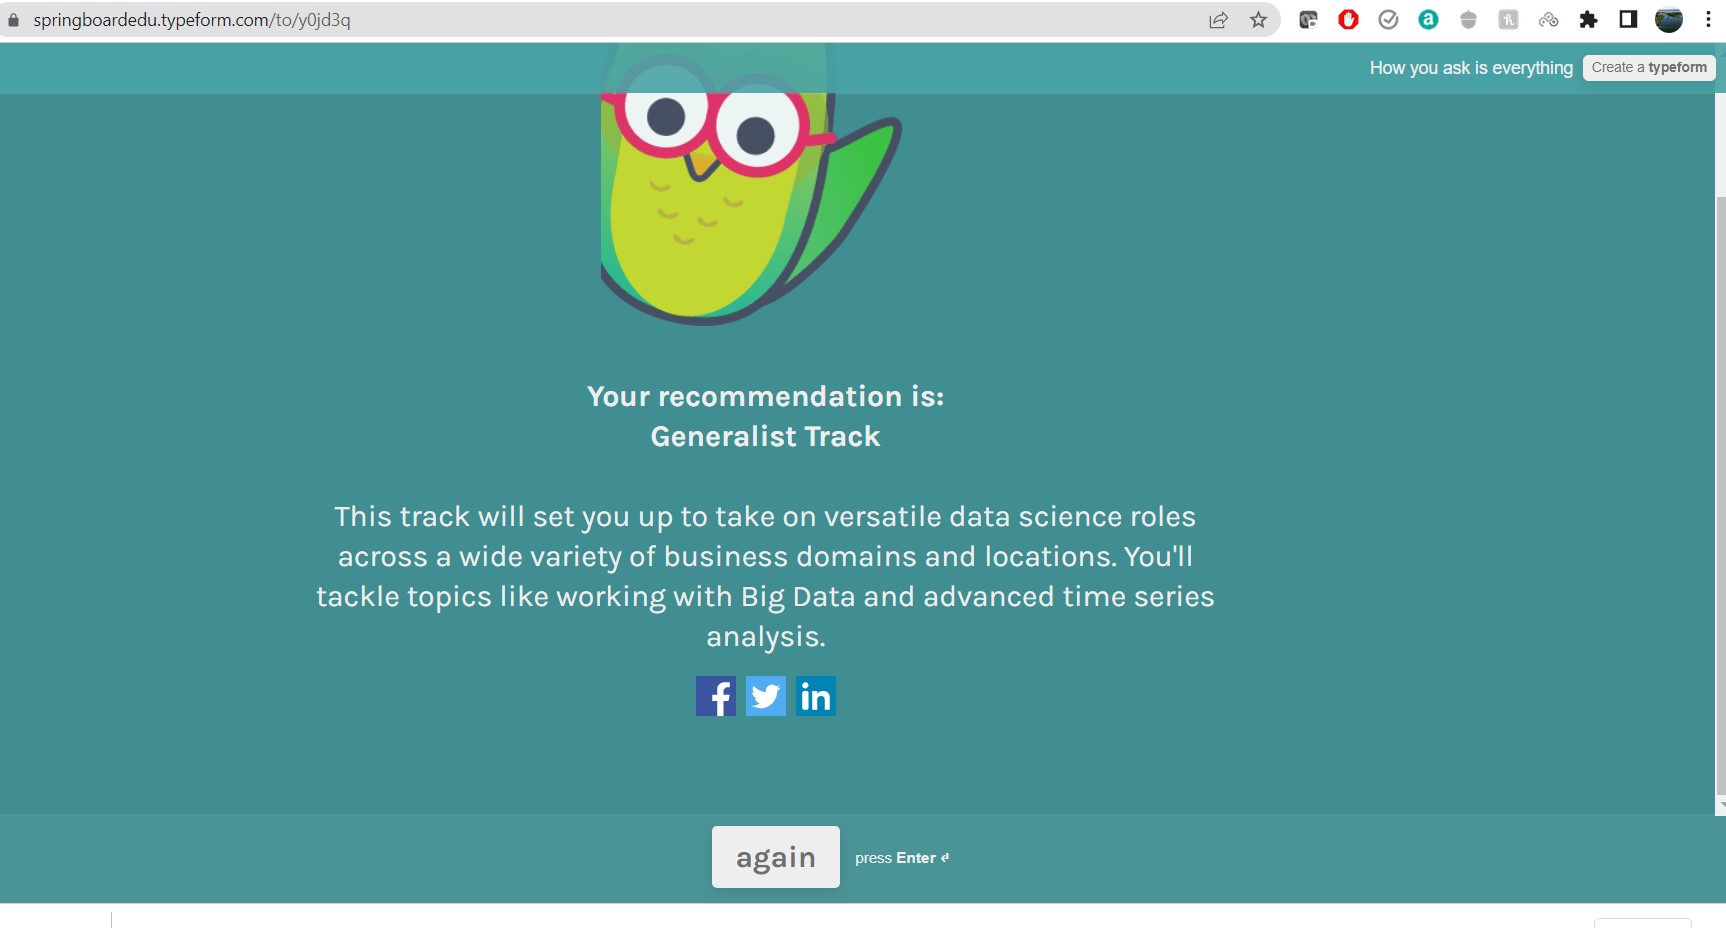 springboardedu.typeform.com/to/y0jd3q
How you ask is everything
Create a typeform
Your recommendation is:
Generalist Track
This track will set you up to take on versatile data science roles
across a wide variety of business domains and locations. You'll
tackle topics like working with Big Data and advanced time series
analysis.
again
press Enter ↵